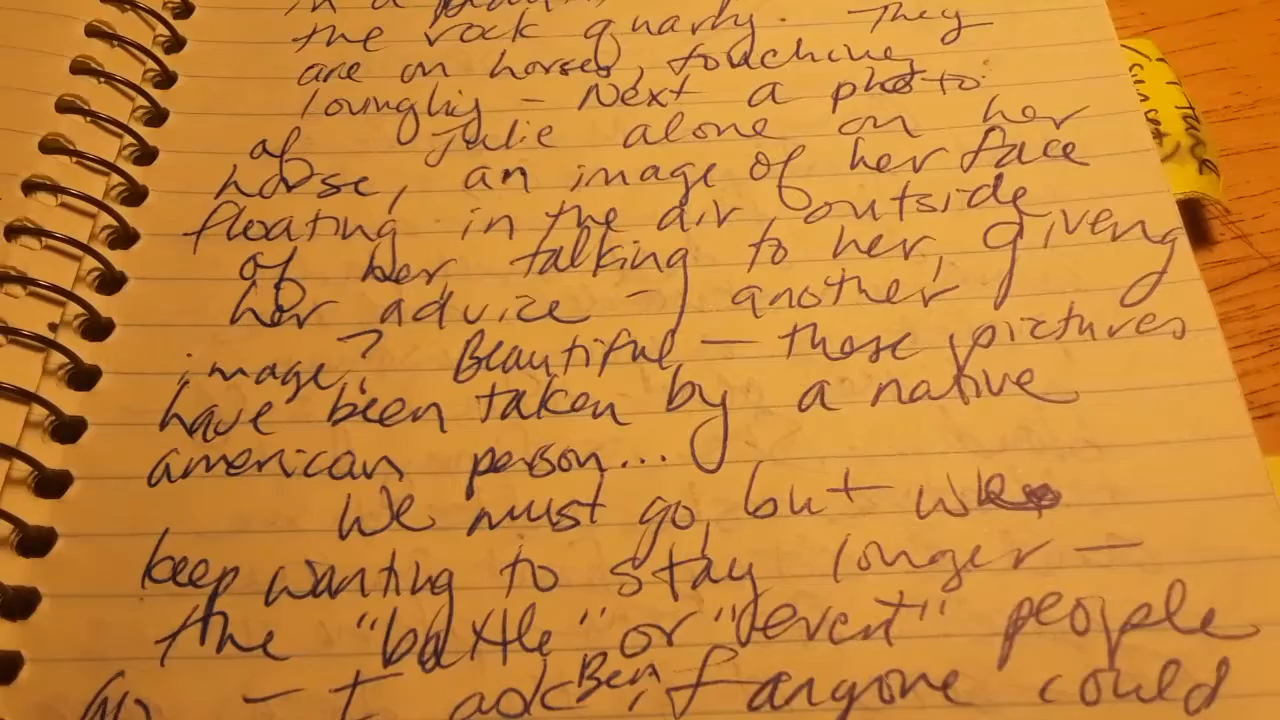 in a
the rock quarry. They
are on horses, touching
lovingly - Next a photo
of Julie alone on her
horse, an image of her face
floating in the air, outside
of her, talking to her, giveng
her advice - another
image? Beautiful - these pictures
have been taken by a native
american person...
We must go, but we
keep wanting to stay longer -
the "battle" or "event" people
go - I ask Ben if anyone could